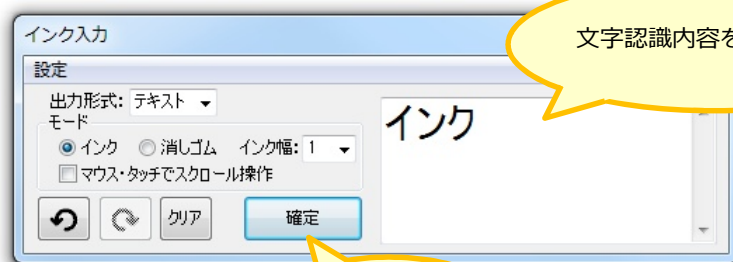 インク入力
文字認識内容を
設定
出力形式: テキスト
モード
インク 消しゴム インク幅: 1
マウス・タッチでスクロール操作
クリア 確定
インク